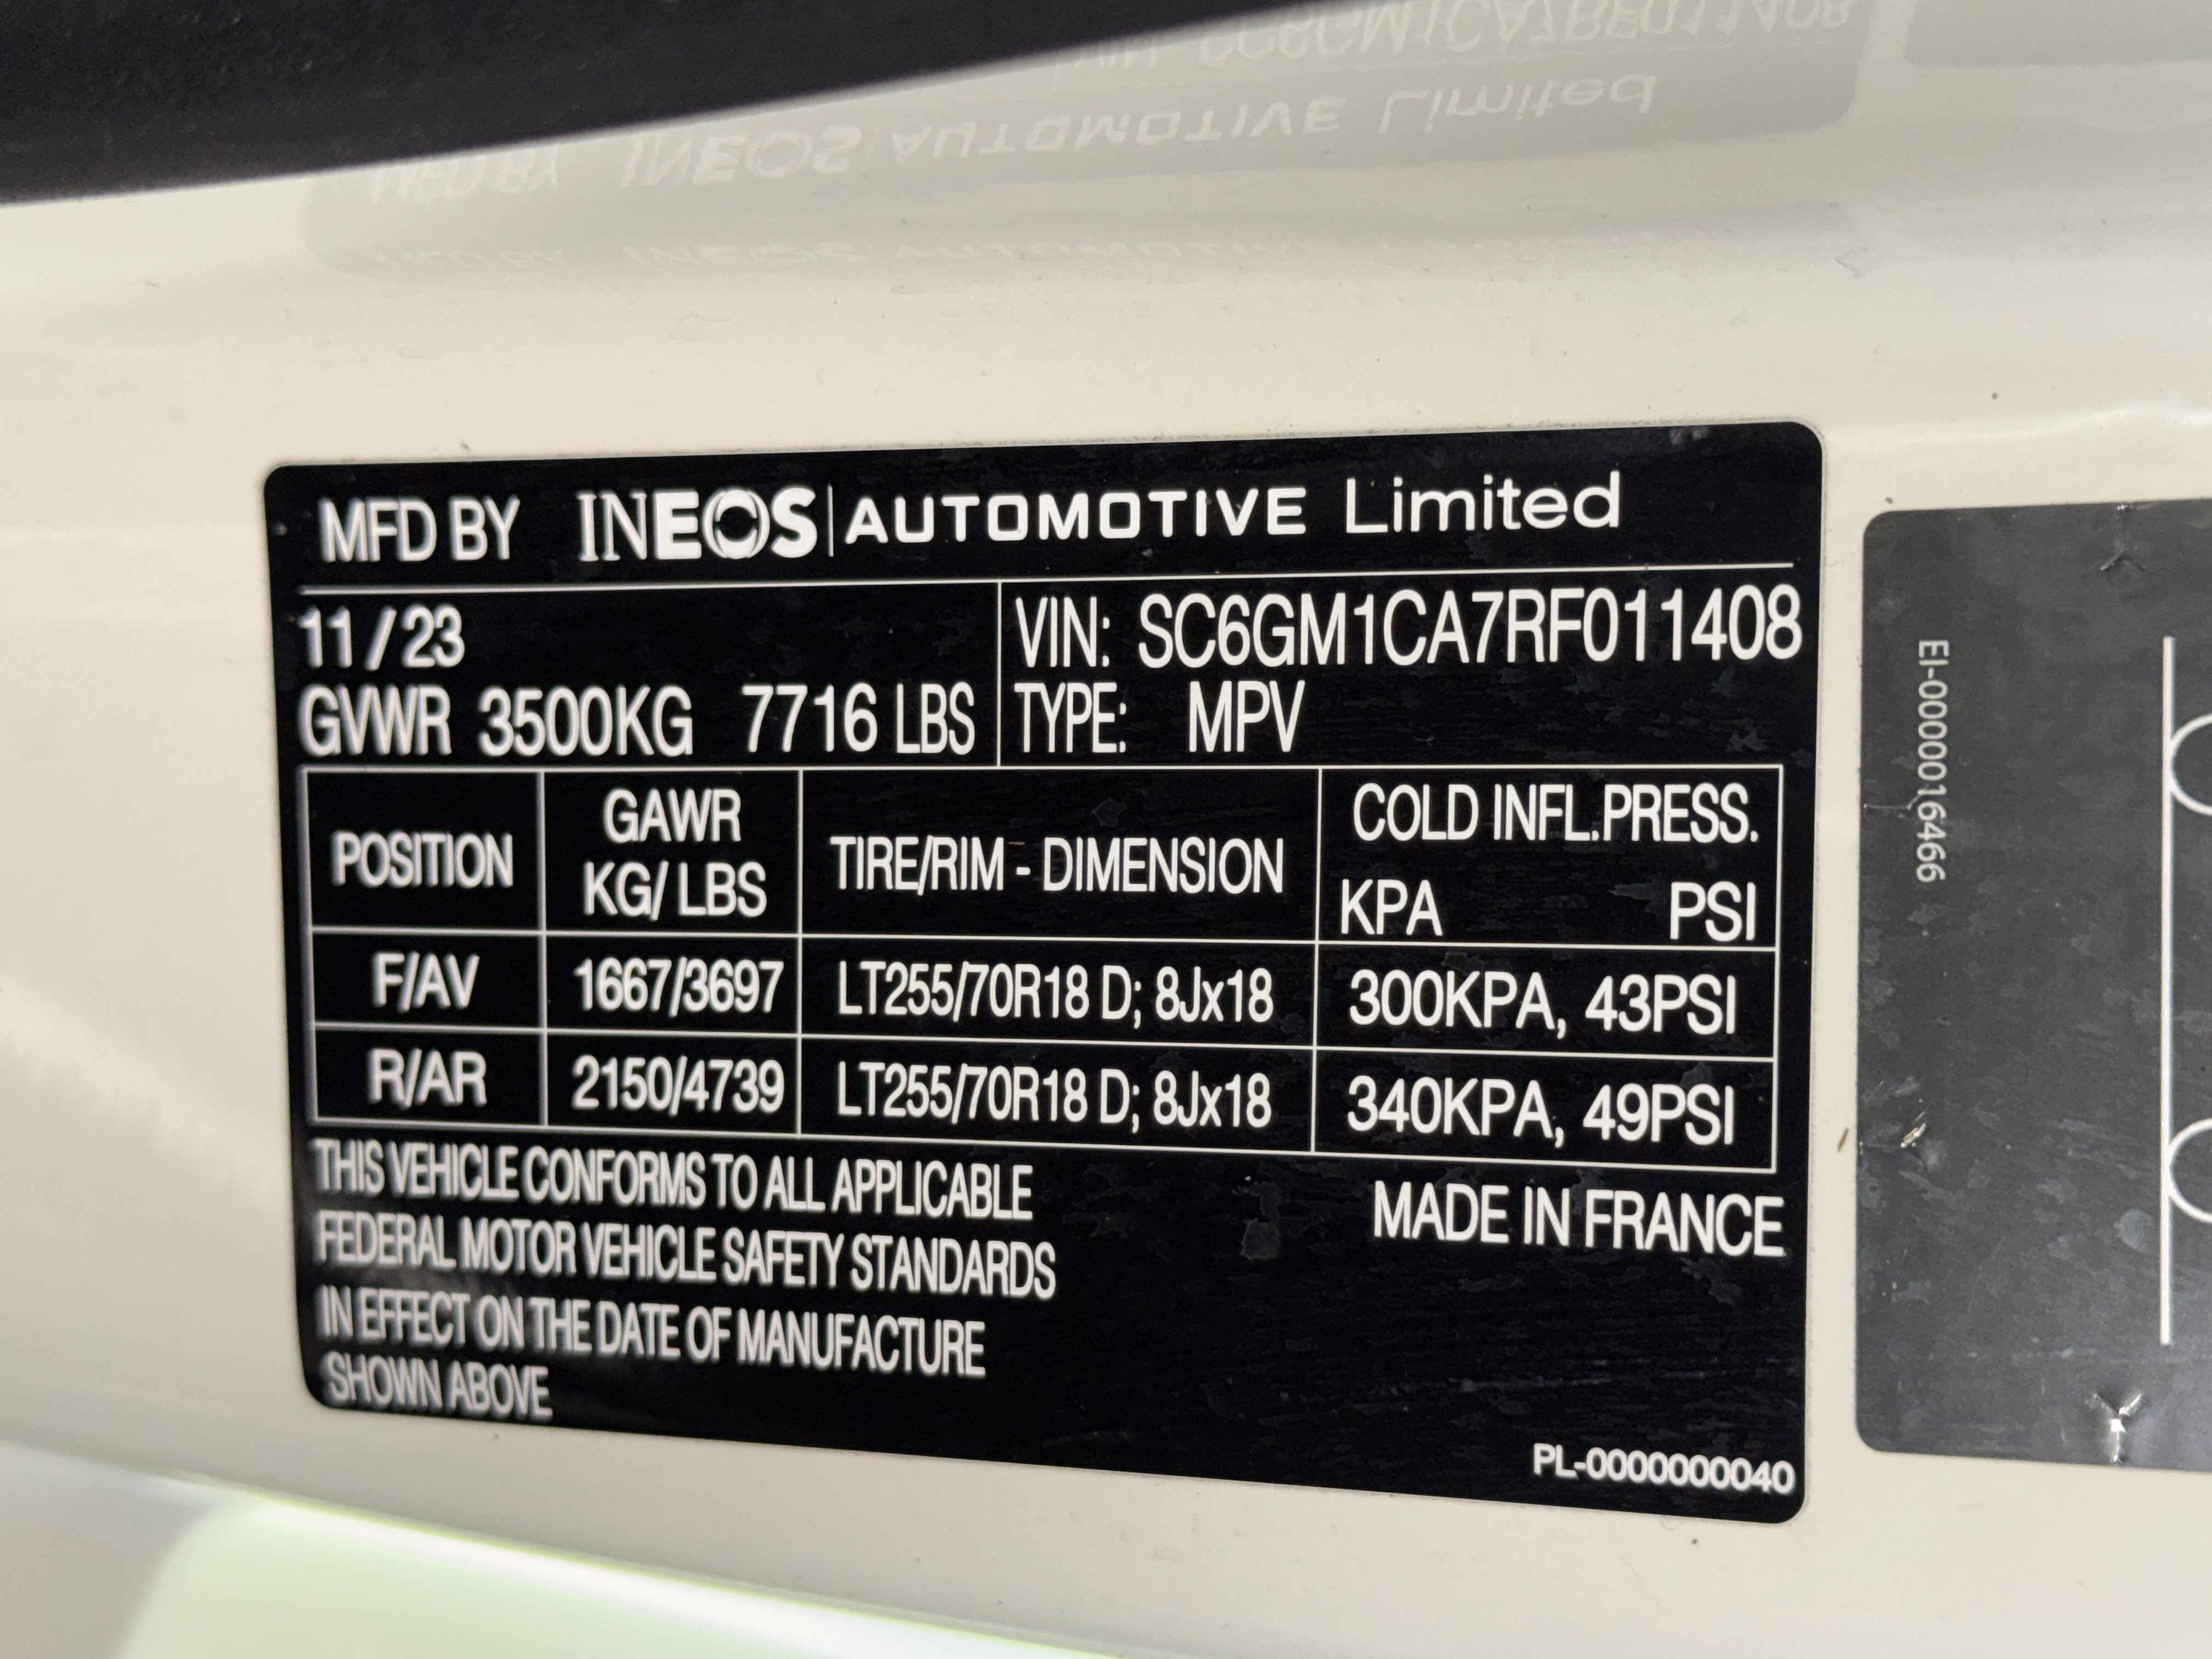 MFD BY INEOS | AUTOMOTIVE Limited
11 / 23
GVWR 3500KG 7716 LBS
VIN: SC6GM1CA7RF011408
TYPE: MPV
POSITION GAWR KG/ LBS TIRE/RIM - DIMENSION COLD INFL.PRESS. KPA PSI
F/AV 1667/3697 LT255/70R18 D; 8Jx18 300KPA, 43PSI
R/AR 2150/4739 LT255/70R18 D; 8Jx18 340KPA, 49PSI
THIS VEHICLE CONFORMS TO ALL APPLICABLE
FEDERAL MOTOR VEHICLE SAFETY STANDARDS
IN EFFECT ON THE DATE OF MANUFACTURE
SHOWN ABOVE
MADE IN FRANCE
PL-0000000040
EI-0000016466